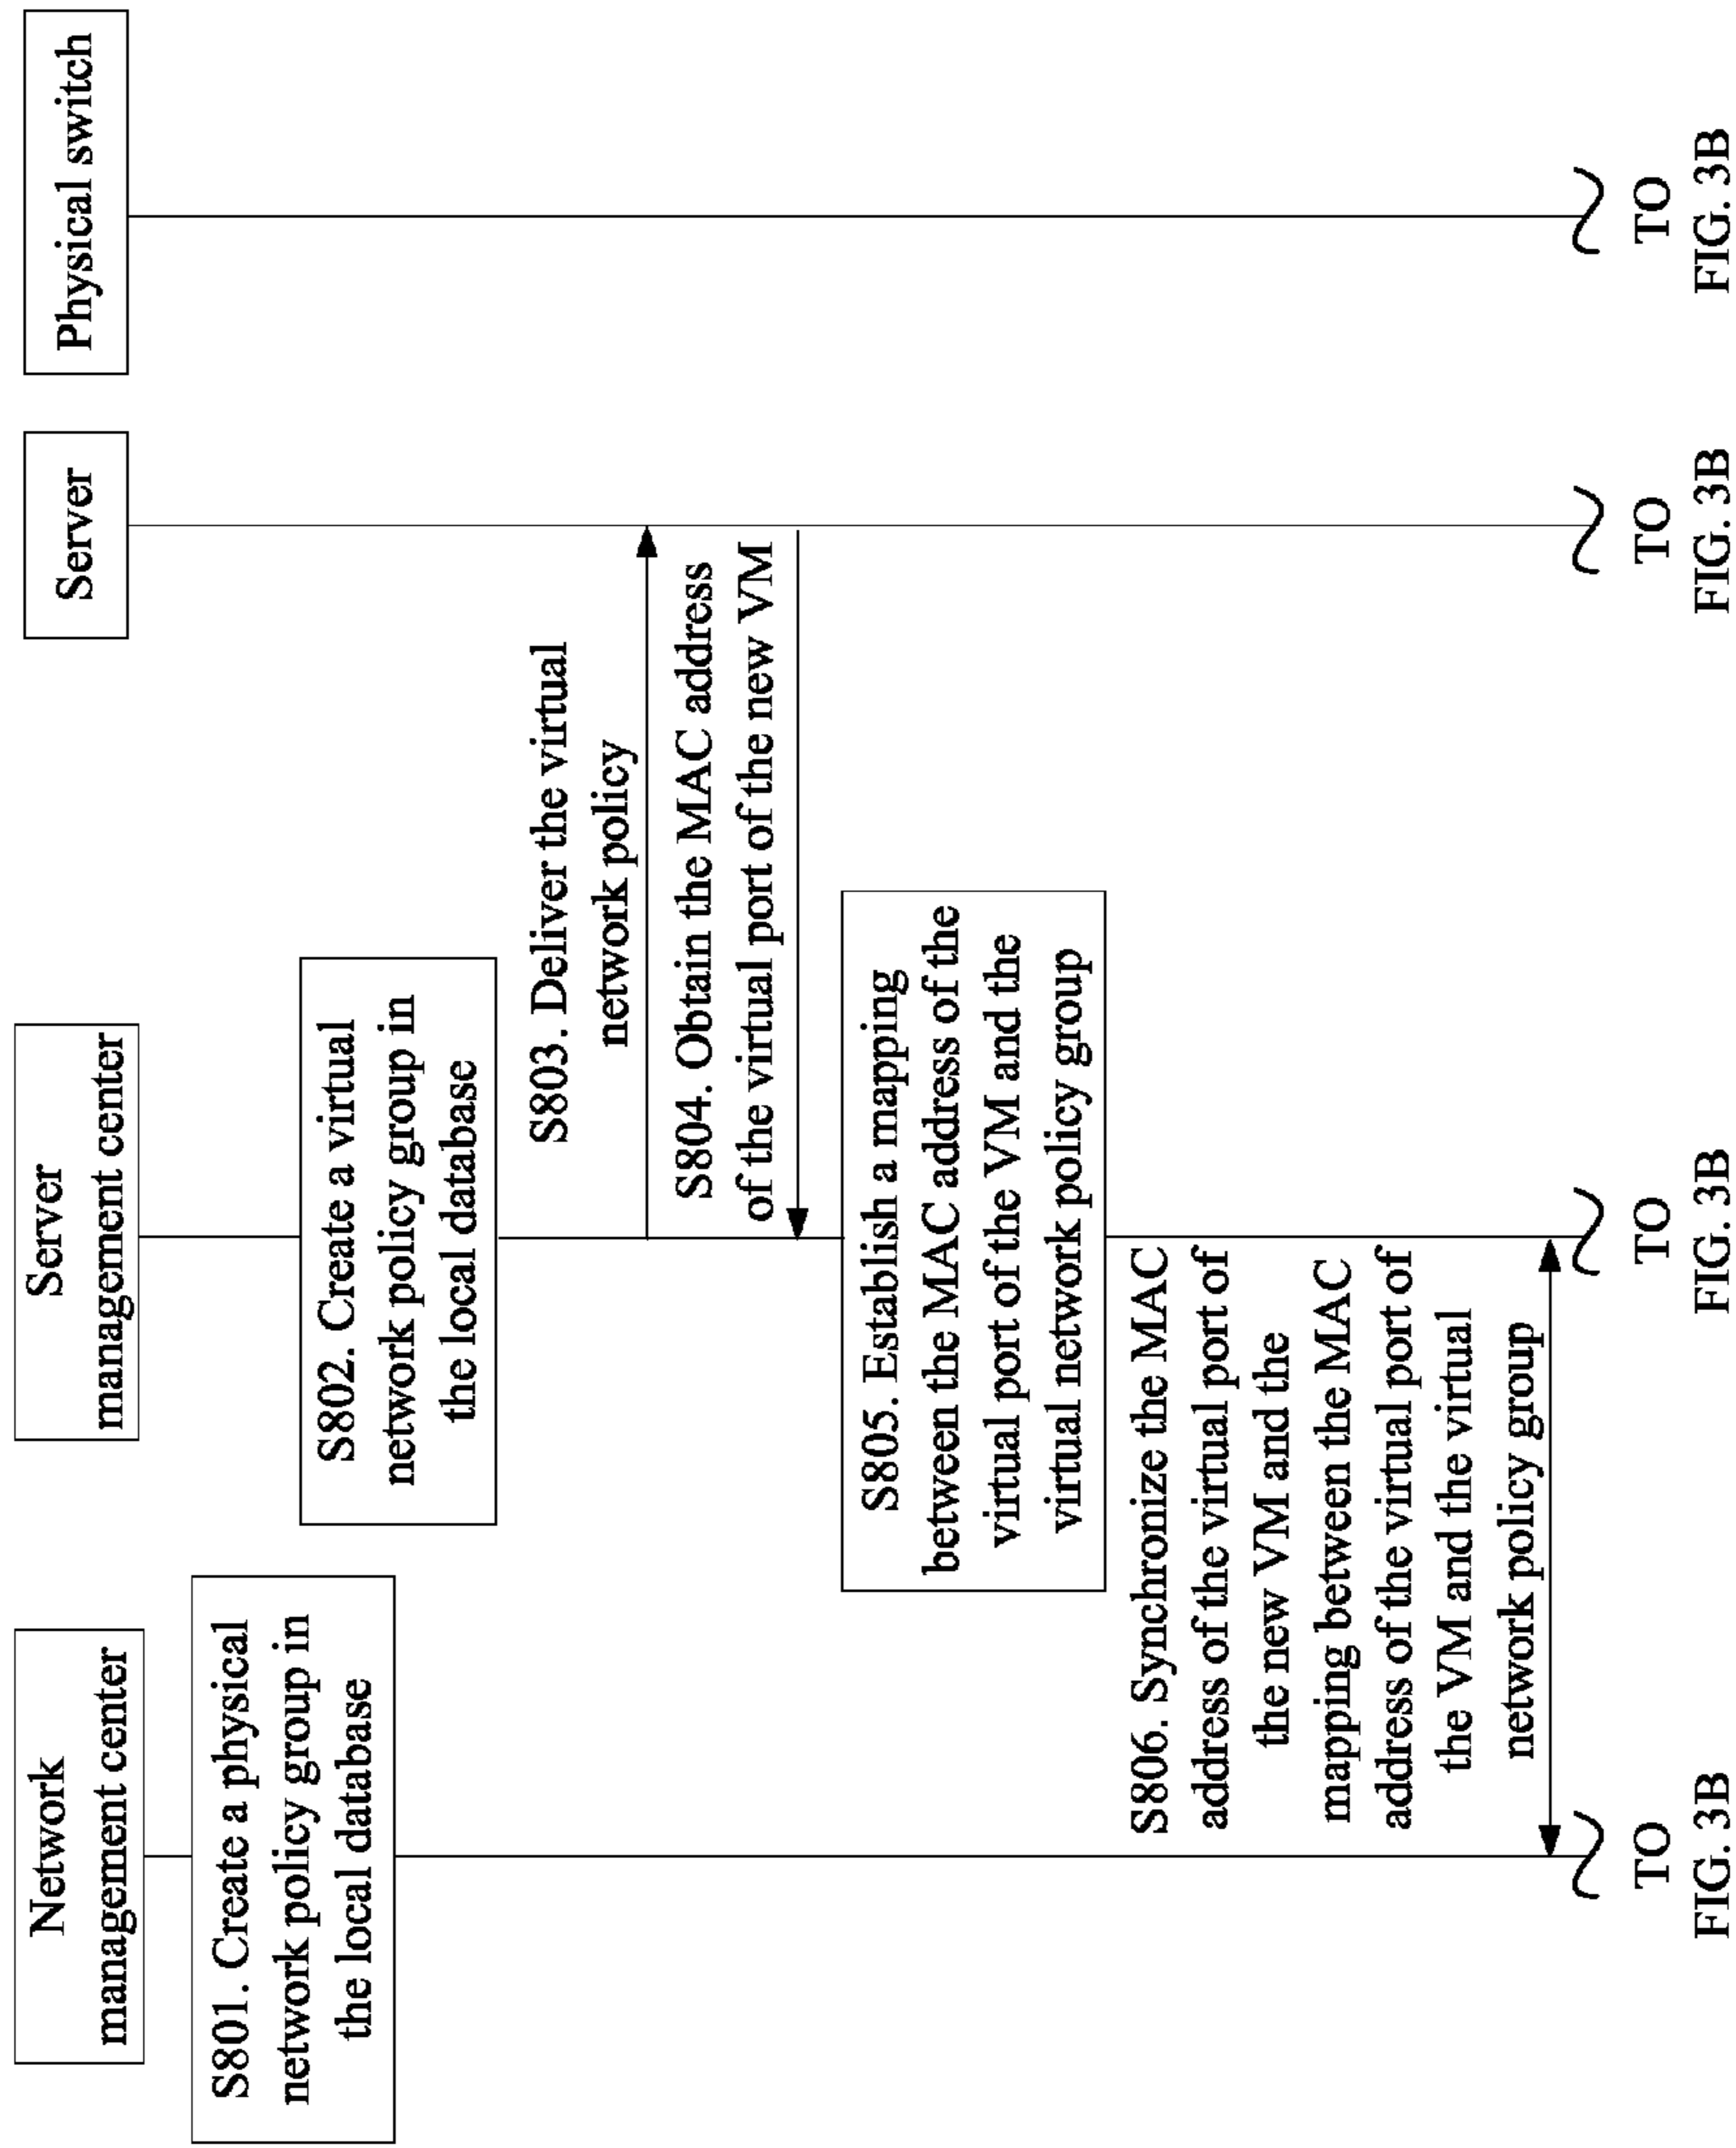 Network
management center
Server
management center
Server
Physical switch
S801. Create a physical
network policy group in
the local database
S802. Create a virtual
network policy group in
the local database
S803. Deliver the virtual
network policy
S804. Obtain the MAC address
of the virtual port of the new VM
S805. Establish a mapping
between the MAC address of the
virtual port of the VM and the
virtual network policy group
S806. Synchronize the MAC
address of the virtual port of
the new VM and the
mapping between the MAC
address of the virtual port of
the VM and the virtual
network policy group
TO
FIG. 3B
TO
FIG. 3B
TO
FIG. 3B
TO
FIG. 3B